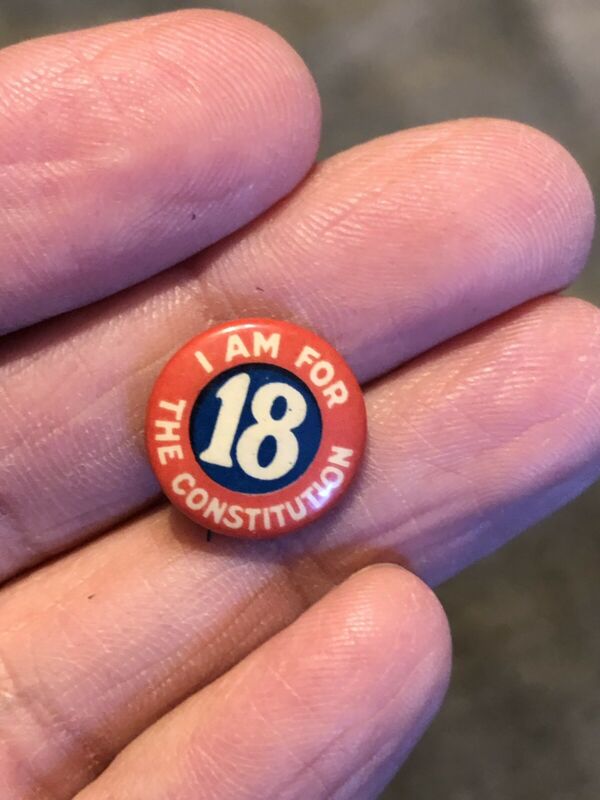 I AM FOR
18
THE CONSTITUTION